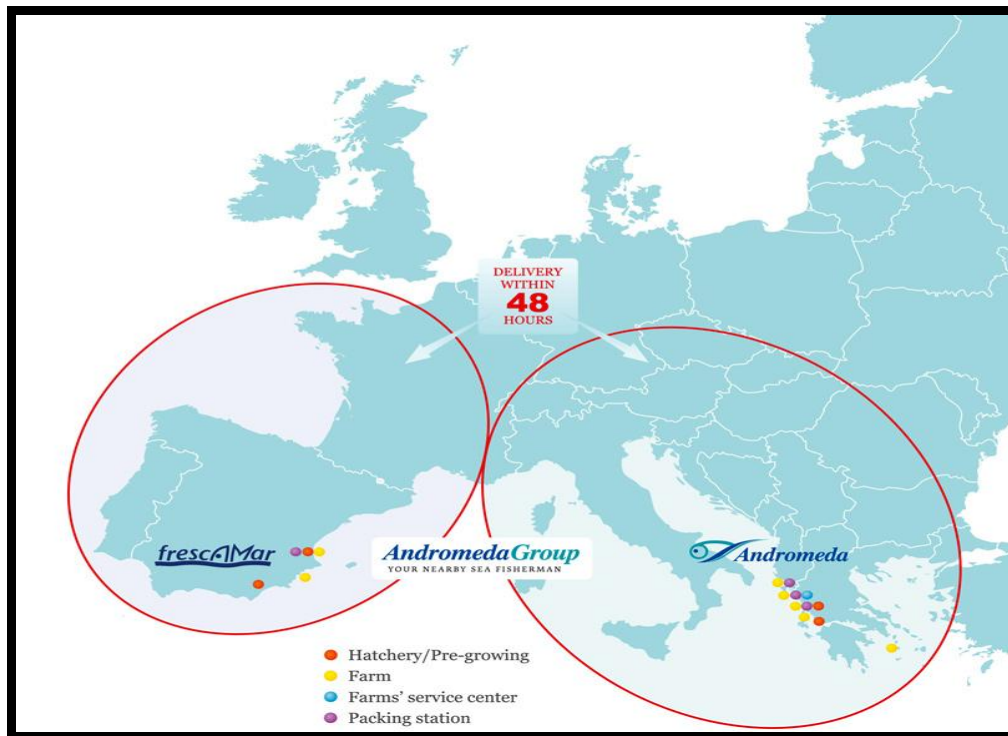 DELIVERY
WITHIN
48
HOURS
frescAMar
AndromedaGroup
YOUR NEARBY SEA FISHERMAN
Andromeda
Hatchery/Pre-growing
Farm
Farms' service center
Packing station